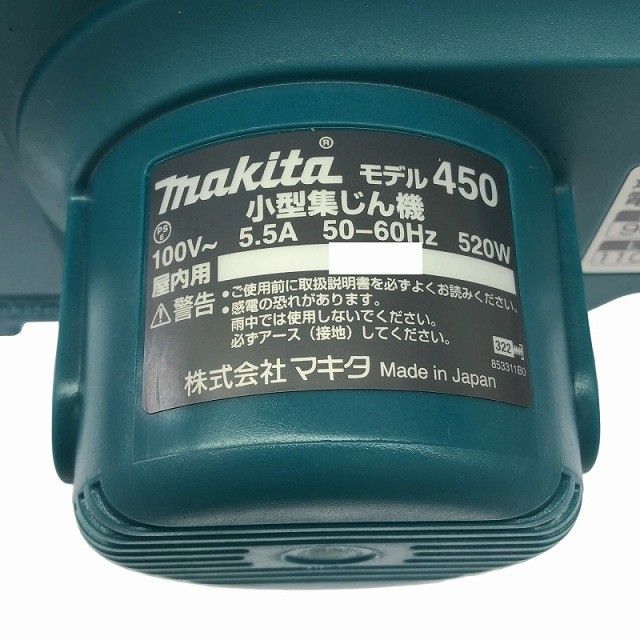 makita® モデル 450
小型集じん機
PS E
100V～ 5.5A 50-60Hz 520W
屋内用
⚠警告 •ご使用前に取扱説明書を必ずよくお読みください。
•感電の恐れがあります。
雨中では使用しないでください。
必ずアース（接地）してください。
322
853311B0
株式会社 マキタ Made in Japan
電
110